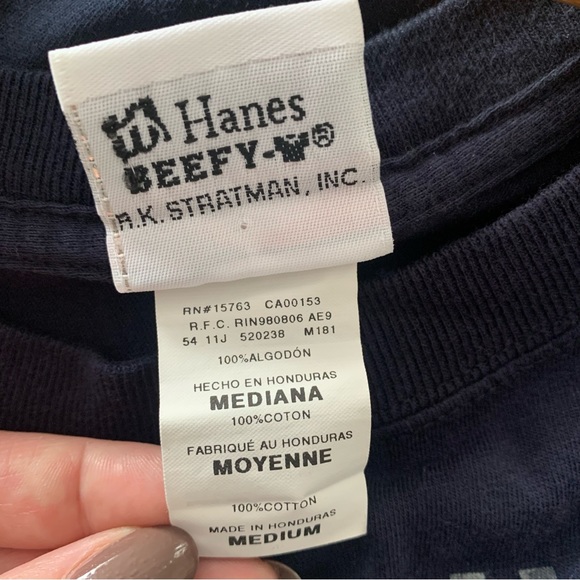 Hanes
BEEFY-T®
R.K. STRATMAN, INC.
RN#15763 CA00153
R.F.C. RIN980806 AE9
54 11J 520238 M181
100%ALGODÓN
HECHO EN HONDURAS
MEDIANA
100%COTON
FABRIQUÉ AU HONDURAS
MOYENNE
100%COTTON
MADE IN HONDURAS
MEDIUM